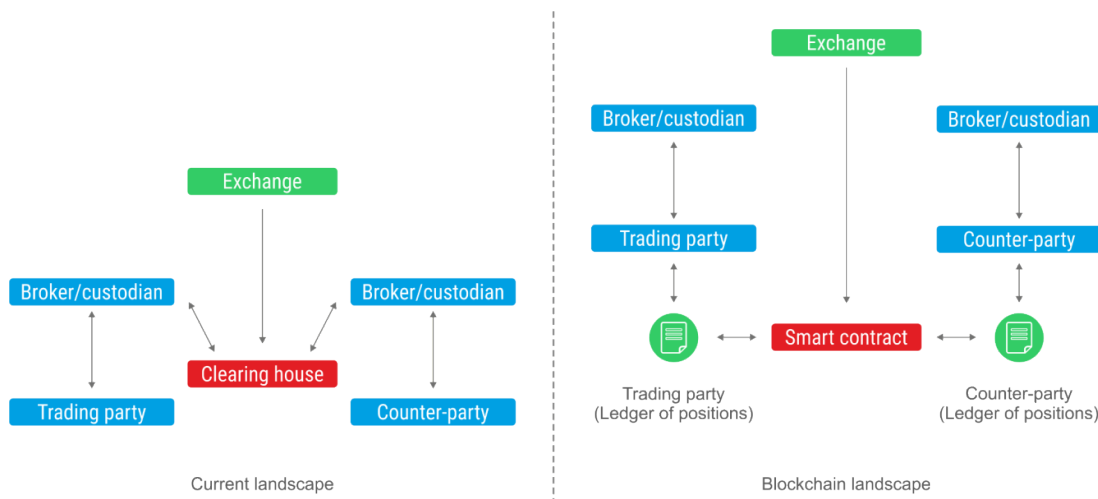 Exchange
Broker/custodian
Broker/custodian
Clearing house
Trading party
Counter-party
Current landscape
Exchange
Broker/custodian
Broker/custodian
Trading party
Counter-party
Smart contract
Trading party
(Ledger of positions)
Counter-party
(Ledger of positions)
Blockchain landscape